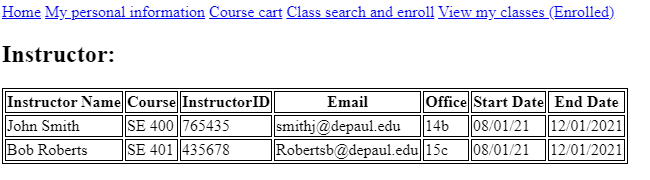 Home My personal information Course cart Class search and enroll View my classes (Enrolled)
Instructor:
Instructor Name Course InstructorID Email Office Start Date End Date
John Smith SE 400 765435 smithj@depaul.edu 14b 08/01/21 12/01/2021
Bob Roberts SE 401 435678 Robertsb@depaul.edu 15c 08/01/21 12/01/2021